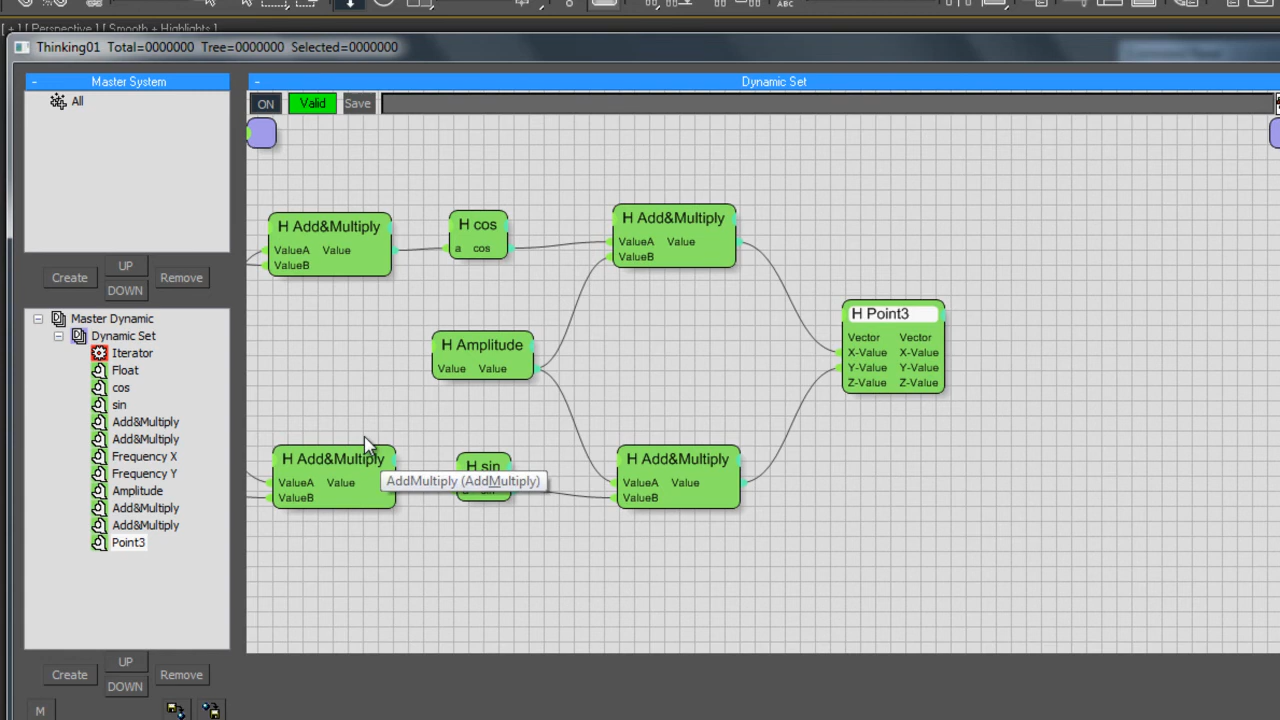 [ + ] [ Perspective ] [ Smooth + Highlights ]
Thinking01 Total=0000000 Tree=0000000 Selected=0000000
- Master System
- Dynamic Set
All
ON Valid Save
Create UP Remove
DOWN
Master Dynamic
Dynamic Set
Iterator
Float
cos
sin
Add&Multiply
Add&Multiply
Frequency X
Frequency Y
Amplitude
Add&Multiply
Add&Multiply
Point3
Create UP Remove
DOWN
M
H Add&Multiply
ValueA Value
ValueB
H cos
a cos
H Add&Multiply
ValueA Value
ValueB
H Amplitude
Value Value
H Point3
Vector Vector
X-Value X-Value
Y-Value Y-Value
Z-Value Z-Value
H Add&Multiply
ValueA Value
ValueB
H sin
AddMultiply (AddMultiply)
H Add&Multiply
ValueA Value
ValueB
ABC